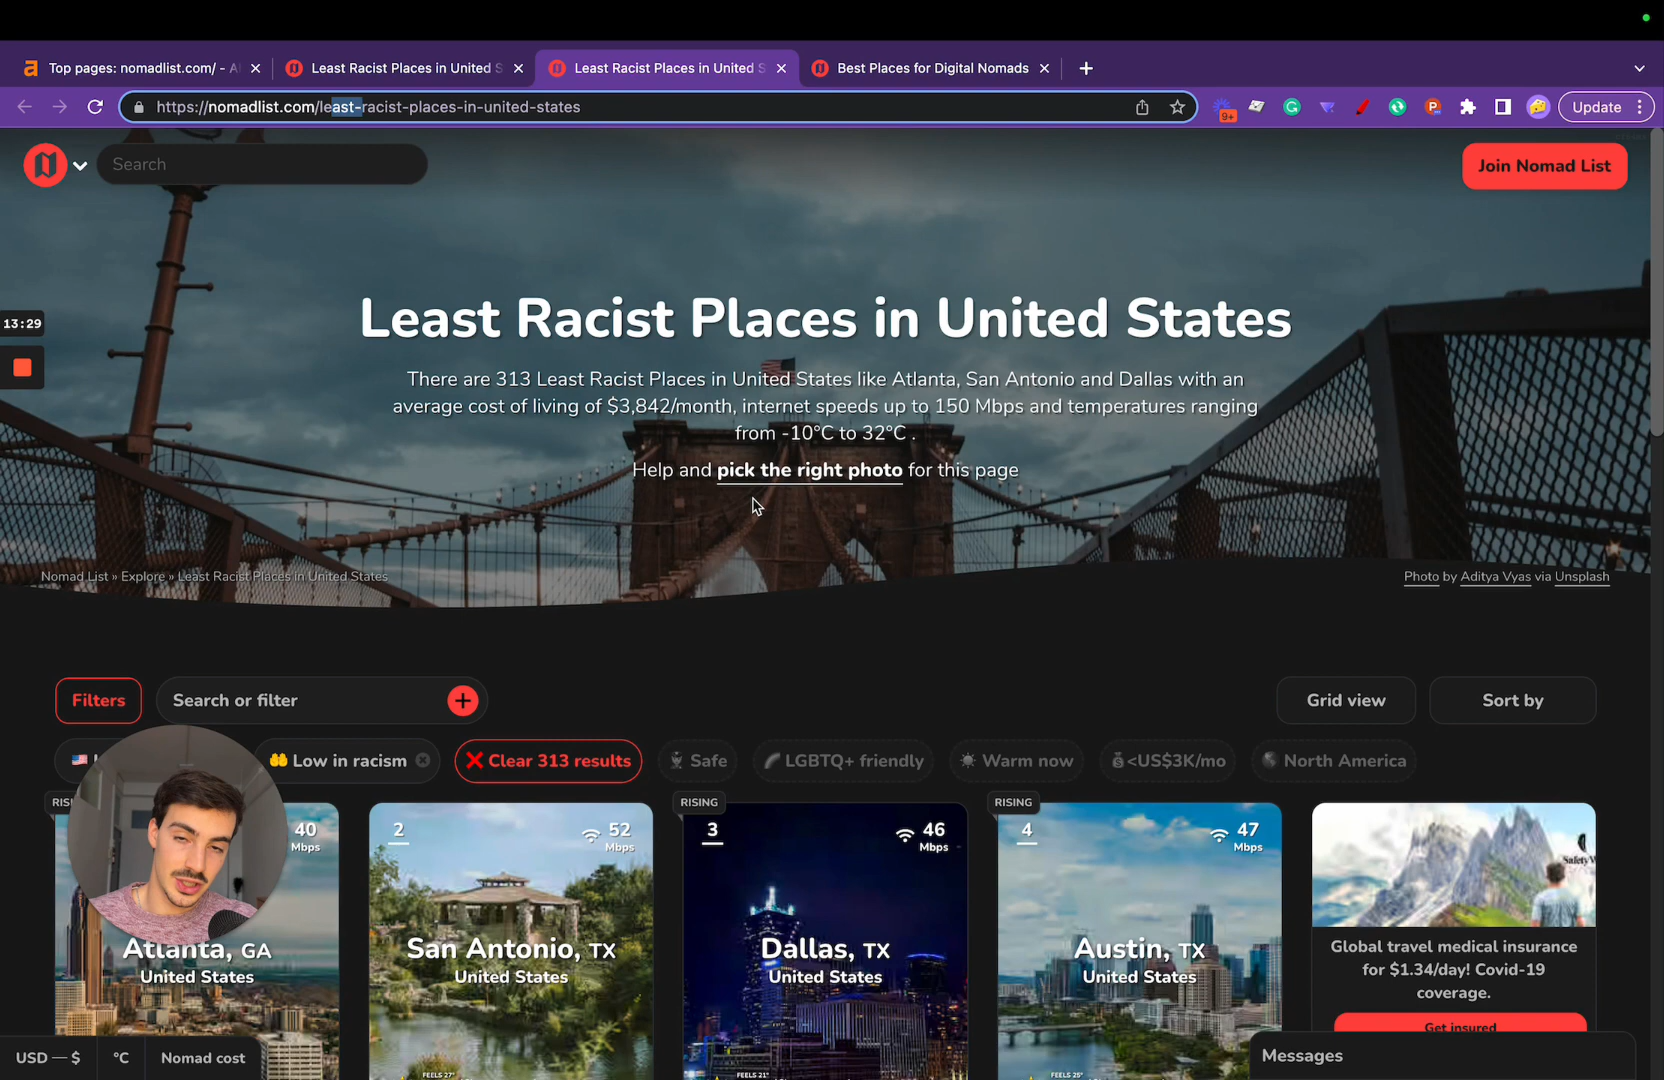 Top pages: nomadlist.com/ - A
Least Racist Places in United S
Least Racist Places in United S
Best Places for Digital Nomads
https://nomadlist.com/least-racist-places-in-united-states
9+
Update
Search
Join Nomad List
13:29
Least Racist Places in United States
There are 313 Least Racist Places in United States like Atlanta, San Antonio and Dallas with an
average cost of living of $3,842/month, internet speeds up to 150 Mbps and temperatures ranging
from -10°C to 32°C .
Help and pick the right photo for this page
Nomad List » Explore » Least Racist Places in United States
Photo by Aditya Vyas via Unsplash
Filters
Search or filter
Grid view
Sort by
Low in racism
Clear 313 results
Safe
LGBTQ+ friendly
Warm now
<US$3K/mo
North America
RISI
40
Mbps
Atlanta, GA
United States
2
52
Mbps
San Antonio, TX
United States
FEELS 27°
RISING
3
46
Mbps
Dallas, TX
United States
FEELS 21°
RISING
4
47
Mbps
Austin, TX
United States
FEELS 25°
Global travel medical insurance
for $1.34/day! Covid-19
coverage.
Get insured
USD — $
°C
Nomad cost
Messages